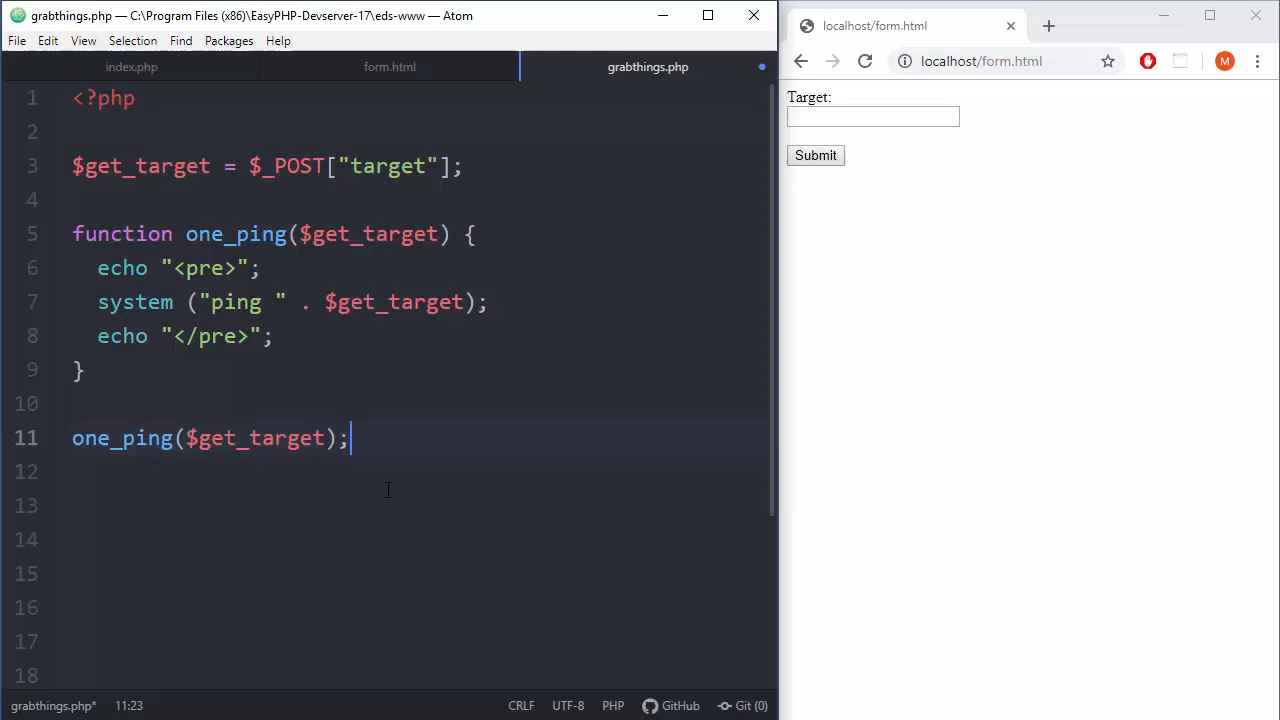 grabthings.php — C:\Program Files (x86)\EasyPHP-Devserver-17\eds-www — Atom
File Edit View Selection Find Packages Help
index.php form.html grabthings.php
1 <?php
2
3 $get_target = $_POST["target"];
4
5 function one_ping($get_target) {
6 echo "<pre>";
7 system ("ping " . $get_target);
8 echo "</pre>";
9 }
10
11 one_ping($get_target);
12
13
14
15
16
17
18
grabthings.php* 11:23 CRLF UTF-8 PHP GitHub Git (0)
localhost/form.html
localhost/form.html M
Target:
Submit